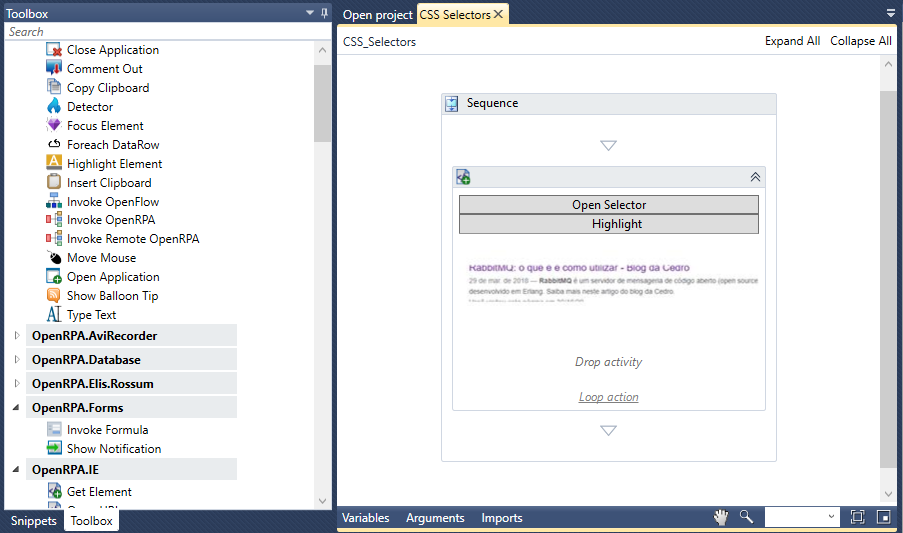 Toolbox
Search
Close Application
Comment Out
Copy Clipboard
Detector
Focus Element
Foreach DataRow
Highlight Element
Insert Clipboard
Invoke OpenFlow
Invoke OpenRPA
Invoke Remote OpenRPA
Move Mouse
Open Application
Show Balloon Tip
Type Text
OpenRPA.AviRecorder
OpenRPA.Database
OpenRPA.Elis.Rossum
OpenRPA.Forms
Invoke Formula
Show Notification
OpenRPA.IE
Get Element
Snippets Toolbox
Open project CSS Selectors
CSS_Selectors Expand All Collapse All
Sequence
Open Selector
Highlight
RabbitMQ: o que é e como utilizar - Blog da Cedro
29 de mar. de 2018 — RabbitMQ é um servidor de mensageria de código aberto (open source
desenvolvido em Erlang. Saiba mais neste artigo do blog da Cedro.
Drop activity
Loop action
Variables Arguments Imports